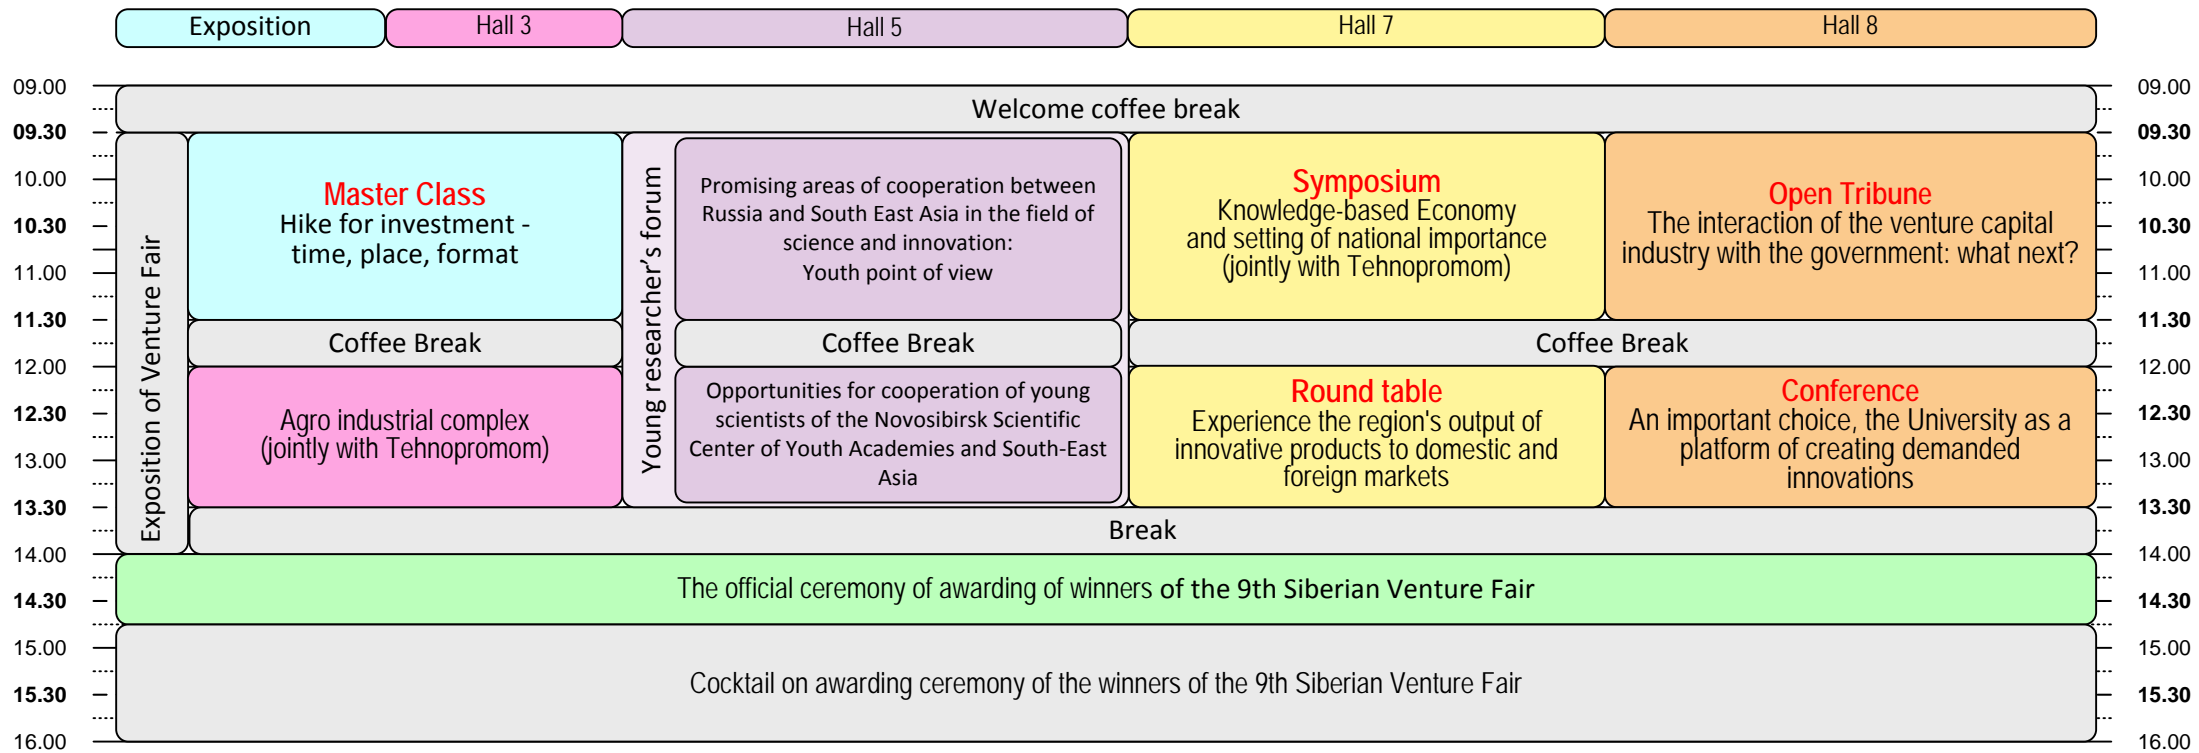 Exposition
Hall 3
Hall 5
Hall 7
Hall 8
09.00
09.30
10.00
10.30
11.00
11.30
12.00
12.30
13.00
13.30
14.00
14.30
15.00
15.30
16.00
Welcome coffee break
Exposition of Venture Fair
Master Class
Hike for investment -
time, place, format
Coffee Break
Agro industrial complex
(jointly with Tehnopromom)
Young researcher's forum
Promising areas of cooperation between
Russia and South East Asia in the field of
science and innovation:
Youth point of view
Coffee Break
Opportunities for cooperation of young
scientists of the Novosibirsk Scientific
Center of Youth Academies and South-East
Asia
Symposium
Knowledge-based Economy
and setting of national importance
(jointly with Tehnopromom)
Open Tribune
The interaction of the venture capital
industry with the government: what next?
Coffee Break
Round table
Experience the region's output of
innovative products to domestic and
foreign markets
Conference
An important choice, the University as a
platform of creating demanded
innovations
Break
The official ceremony of awarding of winners of the 9th Siberian Venture Fair
Cocktail on awarding ceremony of the winners of the 9th Siberian Venture Fair
09.00
09.30
10.00
10.30
11.00
11.30
12.00
12.30
13.00
13.30
14.00
14.30
15.00
15.30
16.00